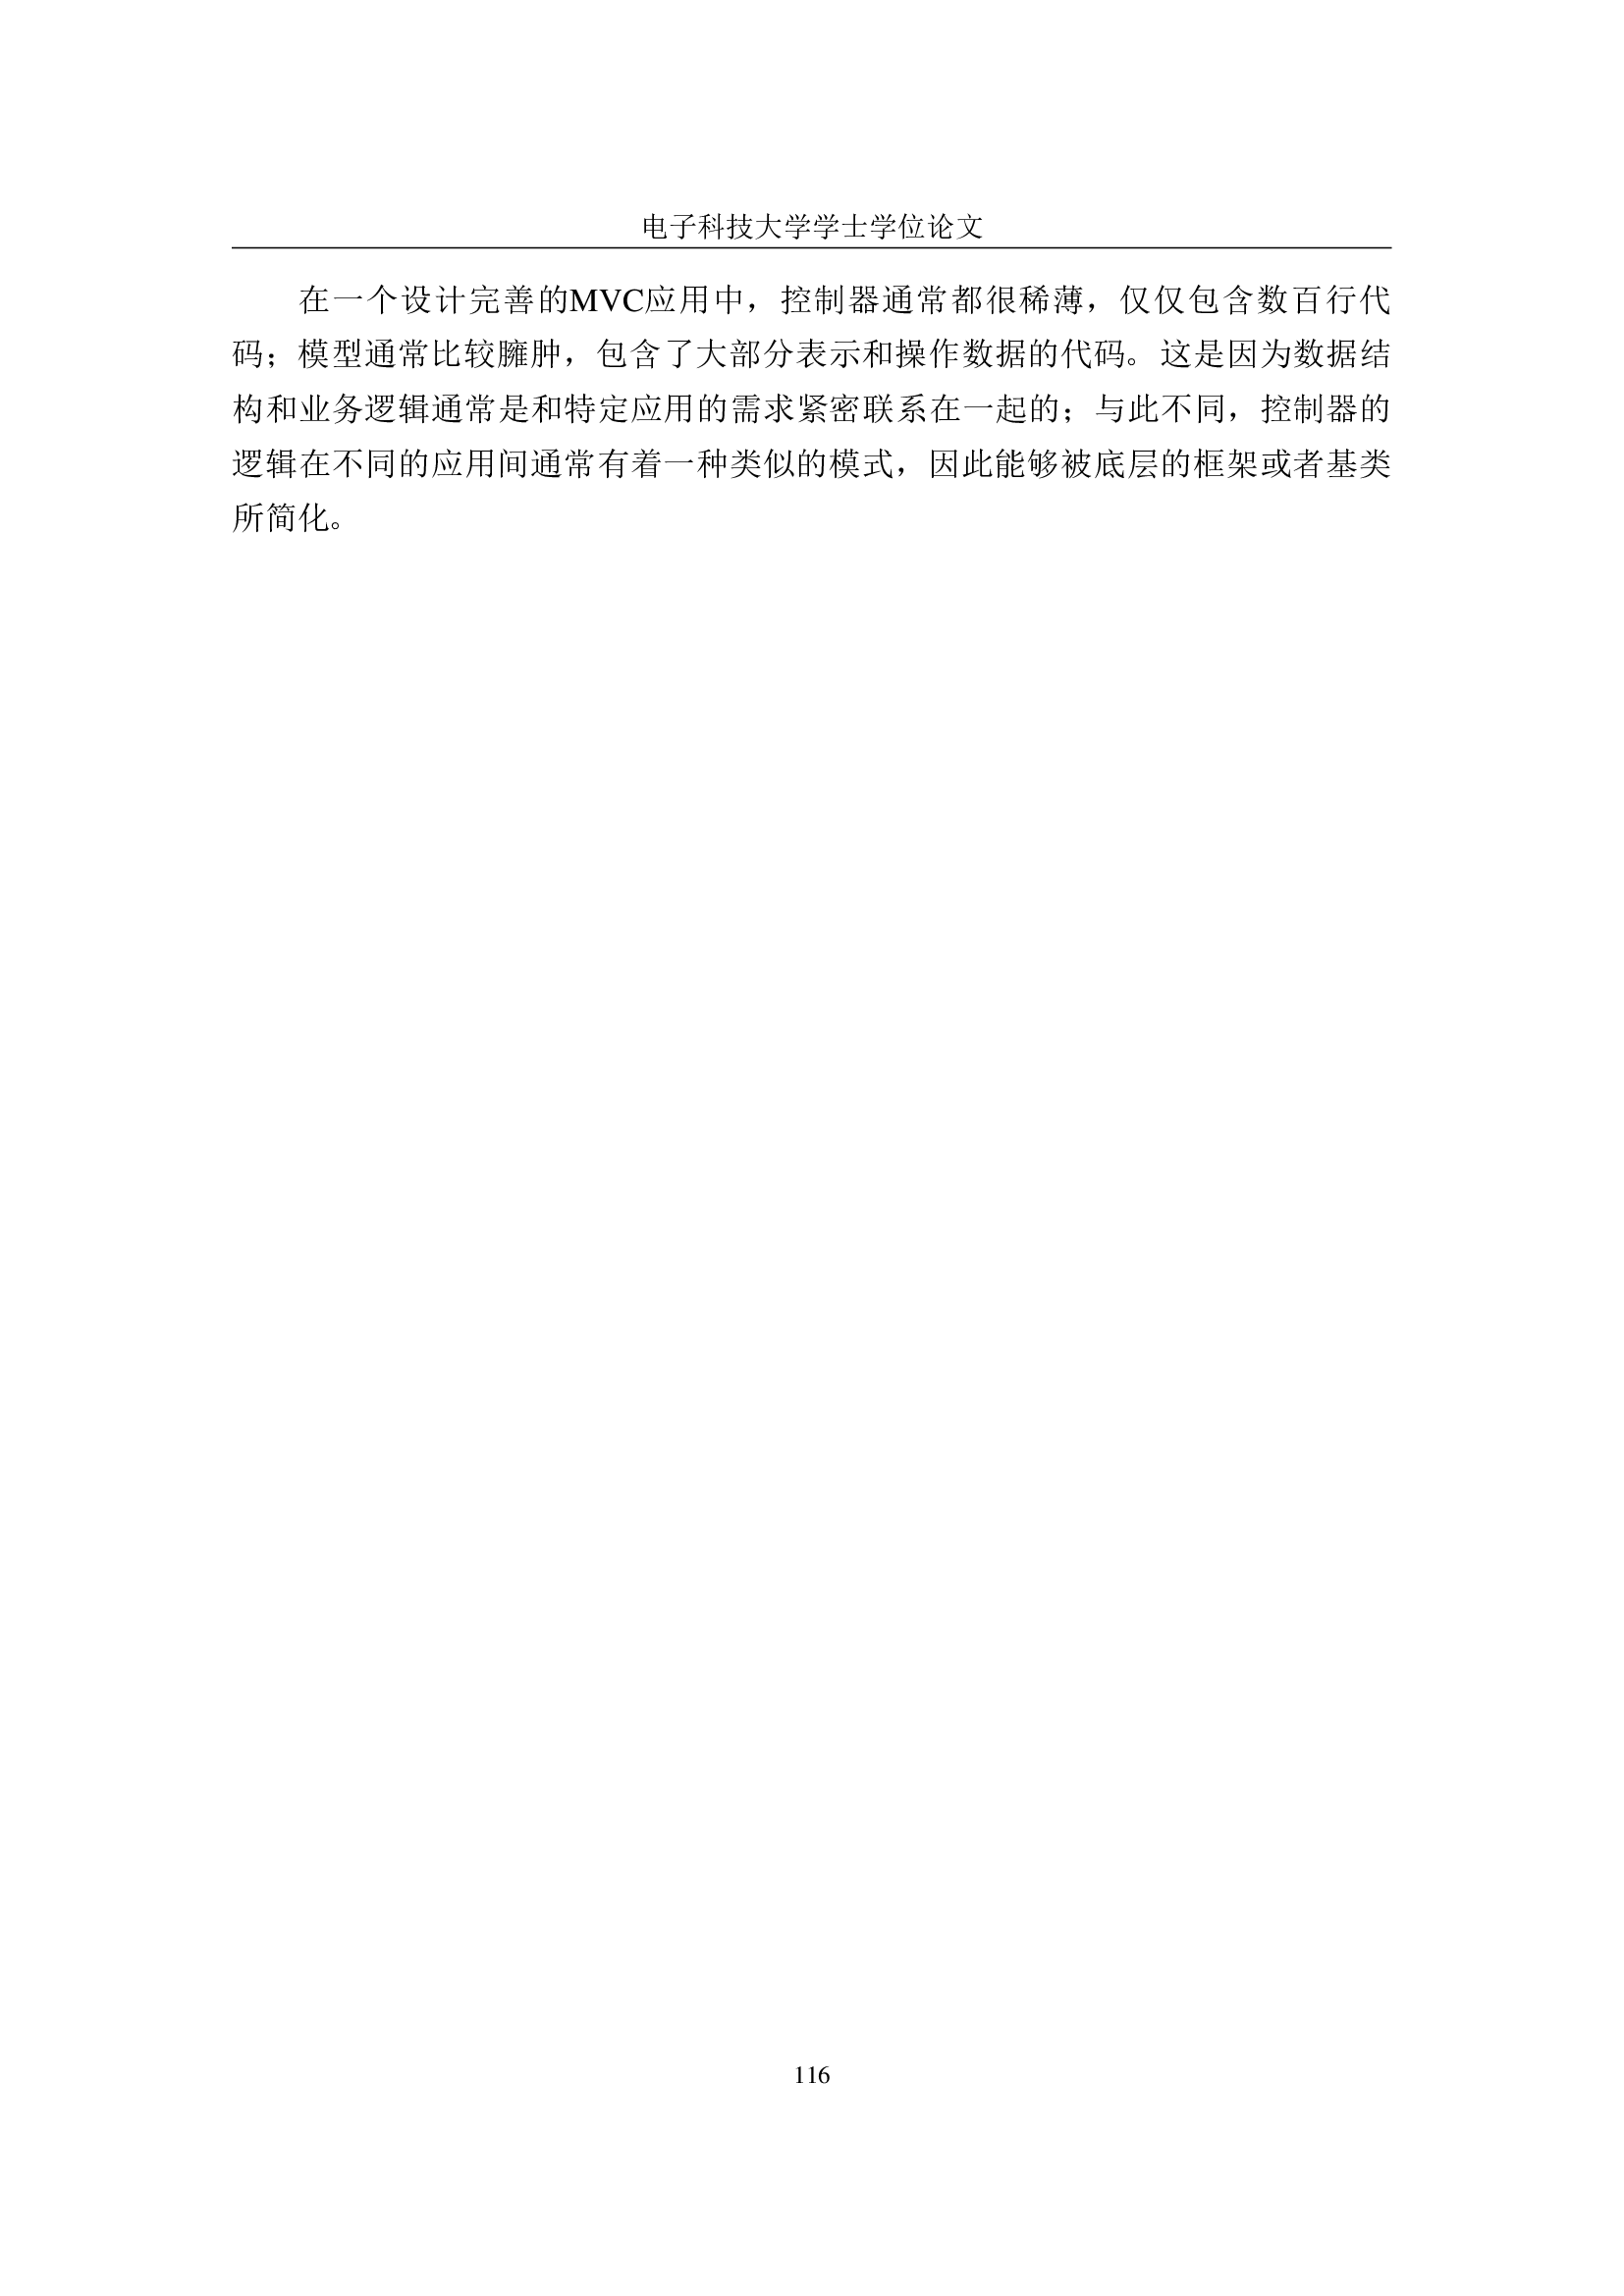 电子科技大学学士学位论文
在一个设计完善的MVC应用中，控制器通常都很稀薄，仅仅包含数百行代
码；模型通常比较臃肿，包含了大部分表示和操作数据的代码。这是因为数据结
构和业务逻辑通常是和特定应用的需求紧密联系在一起的；与此不同，控制器的
逻辑在不同的应用间通常有着一种类似的模式，因此能够被底层的框架或者基类
所简化。
116